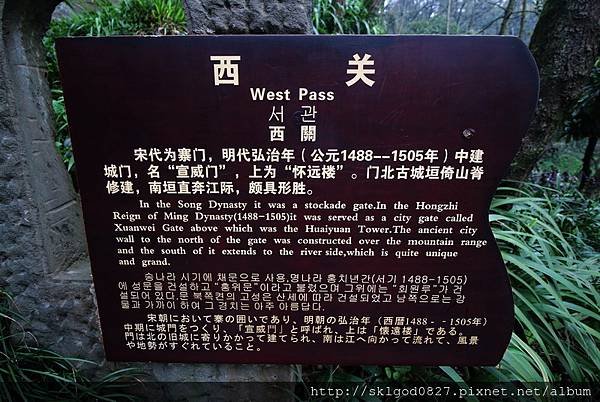 西关
West Pass
서 관
西 關
宋代为寨门，明代弘治年（公元1488--1505年）中建
城门，名“宣威门”，上为“怀远楼”。门北古城垣倚山脊
修建，南垣直奔江际，颇具形胜。
In the Song Dynasty it was a stockade gate.In the Hongzhi
Reign of Ming Dynasty(1488-1505)it was served as a city gate called
Xuanwei Gate above which was the Huaiyuan Tower.The ancient city
wall to the north of the gate was constructed over the mountain range
and the south of it extends to the river side,which is quite unique
and grand.
송나라 시기에 채문으로 사용,명나라 홍치년간(서기 1488-1505)
에 성문을 건설하고 "홍위문"이라고 불렀으며 그위에는 "회원루"가 건
설되어 있다.문 북쪽편의 고성은 산세에 따라 건설되었고 남쪽으로는 강
물과 가까이 하여 그 경치는 아주 아름답다.
宋朝において寨の囲いであり、明朝の弘治年（西暦1488--1505年）
中期に城門をつくり、「宣威門」と呼ばれ、上は「懐遠楼」である。
門は北の旧城に寄りかかって建てられ、南は江へ向かって流れて、風景
や地勢がすぐれていること。
http://sklgod0827.pixnet.net/album